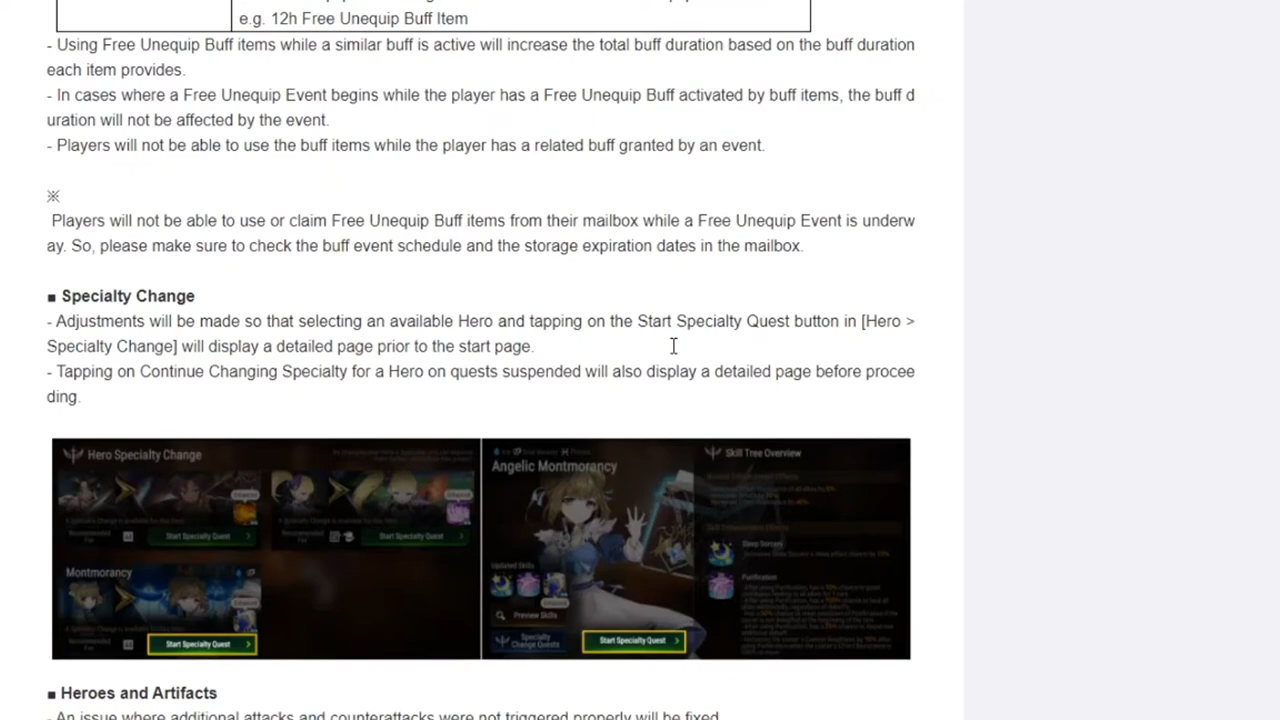 e.g. 12h Free Unequip Buff Item
- Using Free Unequip Buff items while a similar buff is active will increase the total buff duration based on the buff duration
each item provides.
- In cases where a Free Unequip Event begins while the player has a Free Unequip Buff activated by buff items, the buff d
uration will not be affected by the event.
- Players will not be able to use the buff items while the player has a related buff granted by an event.
※
Players will not be able to use or claim Free Unequip Buff items from their mailbox while a Free Unequip Event is underw
ay. So, please make sure to check the buff event schedule and the storage expiration dates in the mailbox.
■ Specialty Change
- Adjustments will be made so that selecting an available Hero and tapping on the Start Specialty Quest button in [Hero >
Specialty Change] will display a detailed page prior to the start page.
- Tapping on Continue Changing Specialty for a Hero on quests suspended will also display a detailed page before procee
ding.
Hero Specialty Change
Start Specialty Quest
Start Specialty Quest
Montmorancy
Start Specialty Quest
Angelic Montmorancy
Updated Skills
Preview Skills
Specialty
Change Quests
Start Specialty Quest
Skill Tree Overview
Sleep Sorcery
Purification
■ Heroes and Artifacts
- An issue where additional attacks and counterattacks were not triggered properly will be fixed.